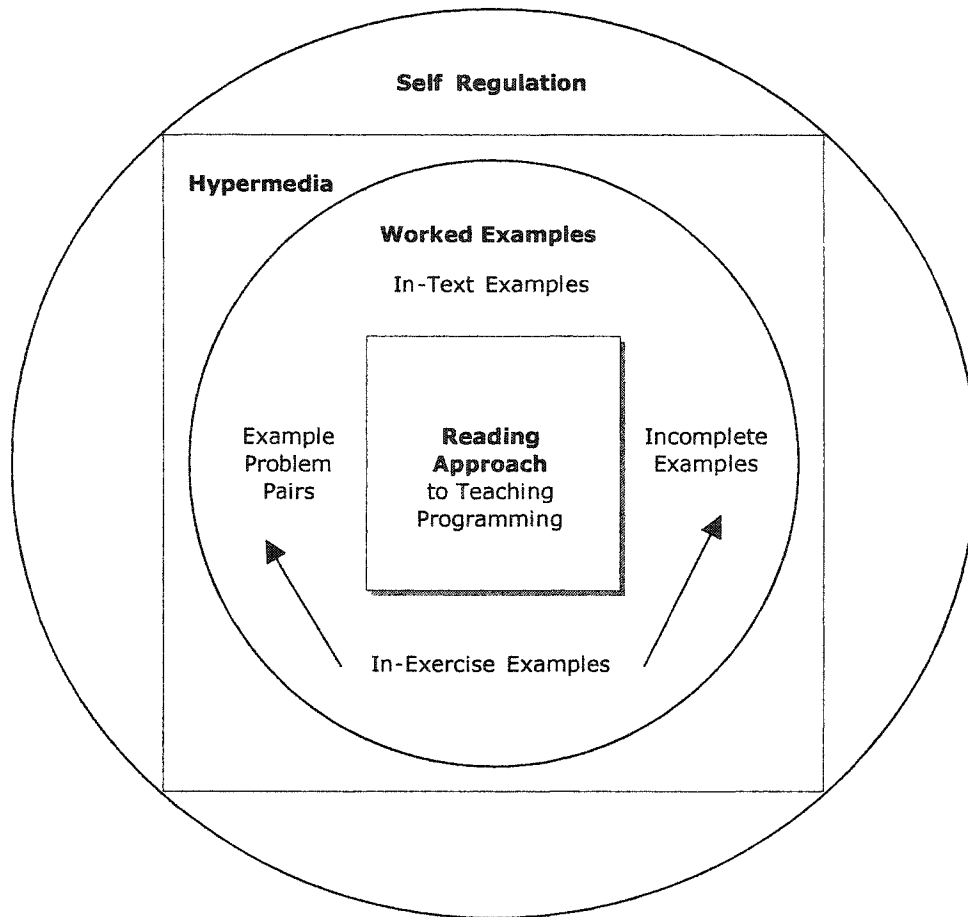 Self Regulation
Hypermedia
Worked Examples
In-Text Examples
Example
Problem
Pairs
Reading
Approach
to Teaching
Programming
Incomplete
Examples
In-Exercise Examples